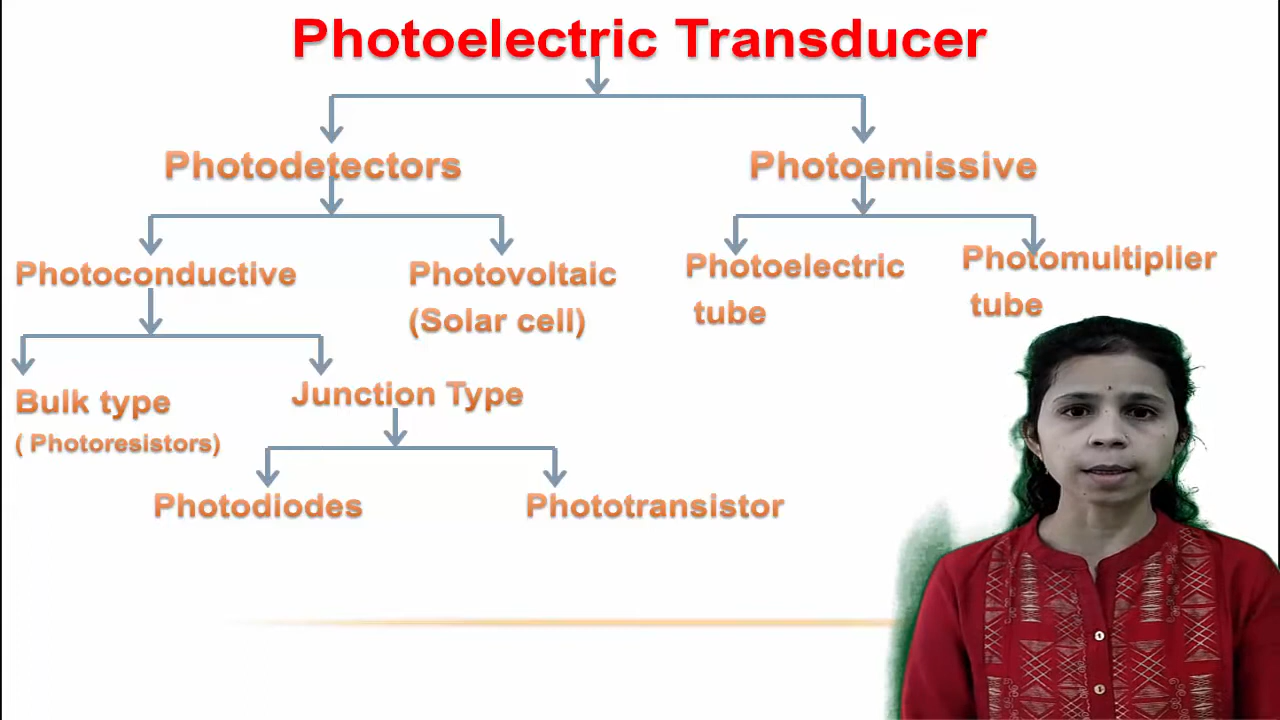 Photoelectric Transducer
Photodetectors
Photoemissive
Photoconductive
Photovoltaic
(Solar cell)
Photoelectric
tube
Photomultiplier
tube
Bulk type
( Photoresistors)
Junction Type
Photodiodes
Phototransistor